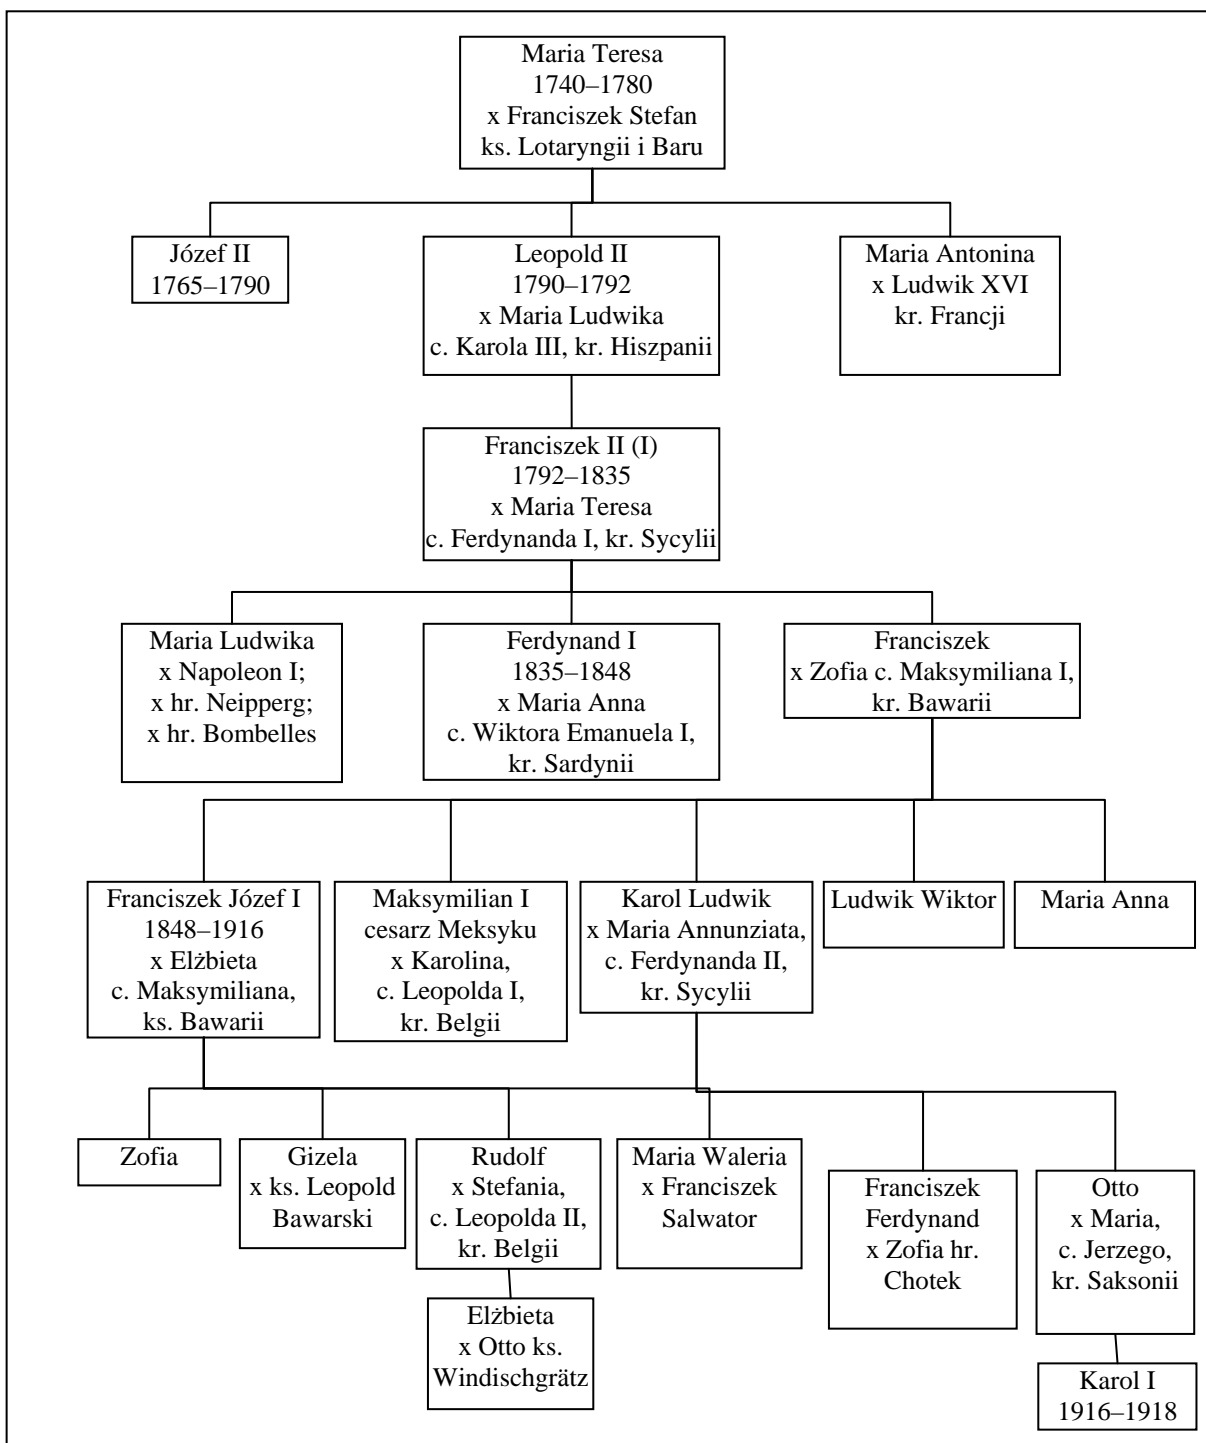 Maria Teresa
1740–1780
x Franciszek Stefan
ks. Lotaryngii i Baru
Józef II
1765–1790
Leopold II
1790–1792
x Maria Ludwika
c. Karola III, kr. Hiszpanii
Maria Antonina
x Ludwik XVI
kr. Francji
Franciszek II (I)
1792–1835
x Maria Teresa
c. Ferdynanda I, kr. Sycylii
Maria Ludwika
x Napoleon I;
x hr. Neipperg;
x hr. Bombelles
Ferdynand I
1835–1848
x Maria Anna
c. Wiktora Emanuela I,
kr. Sardynii
Franciszek
x Zofia c. Maksymiliana I,
kr. Bawarii
Franciszek Józef I
1848–1916
x Elżbieta
c. Maksymiliana,
ks. Bawarii
Maksymilian I
cesarz Meksyku
x Karolina,
c. Leopolda I,
kr. Belgii
Karol Ludwik
x Maria Annunziata,
c. Ferdynanda II,
kr. Sycylii
Ludwik Wiktor
Maria Anna
Zofia
Gizela
x ks. Leopold
Bawarski
Rudolf
x Stefania,
c. Leopolda II,
kr. Belgii
Maria Waleria
x Franciszek
Salwator
Franciszek
Ferdynand
x Zofia hr.
Chotek
Otto
x Maria,
c. Jerzego,
kr. Saksonii
Elżbieta
x Otto ks.
Windischgrätz
Karol I
1916–1918